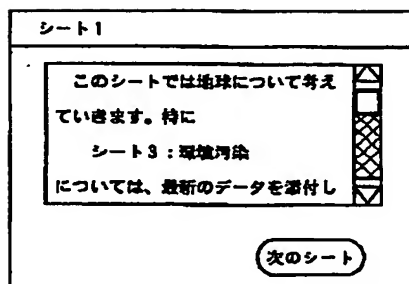 シート1
このシートでは地球について考え
ていきます。特に
シート3：環境汚染
については、最新のデータを添付し
次のシート